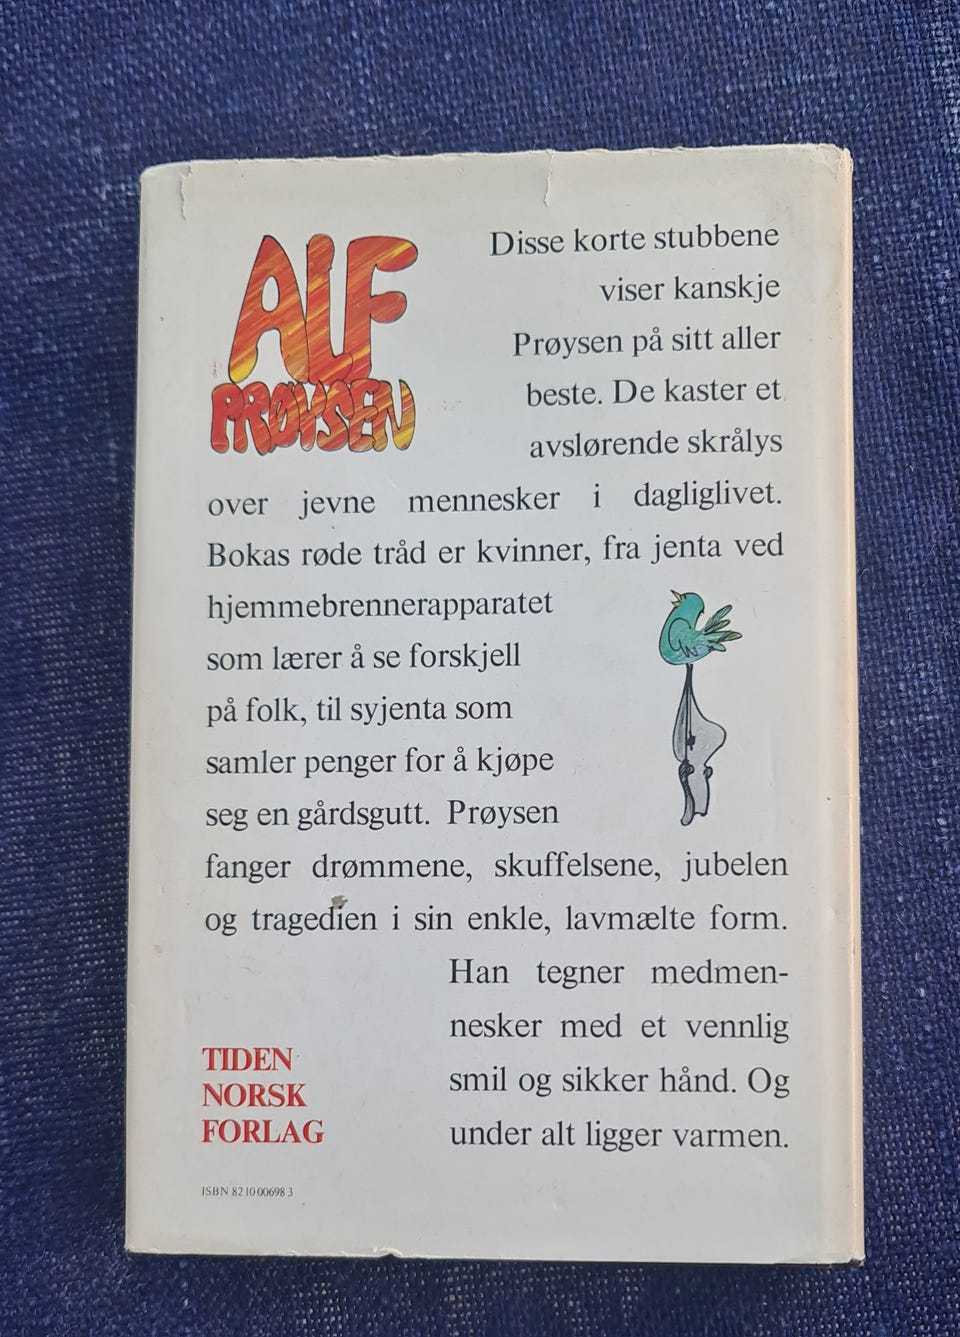 ALF
PRØYSEN
Disse korte stubbene
viser kanskje
Prøysen på sitt aller
beste. De kaster et
avslørende skrålys
over jevne mennesker i dagliglivet.
Bokas røde tråd er kvinner, fra jenta ved
hjemmebrennerapparatet
som lærer å se forskjell
på folk, til syjenta som
samler penger for å kjøpe
seg en gårdsgutt. Prøysen
fanger drømmene, skuffelsene, jubelen
og tragedien i sin enkle, lavmælte form.
Han tegner medmen-
nesker med et vennlig
smil og sikker hånd. Og
under alt ligger varmen.
TIDEN
NORSK
FORLAG
ISBN 82 10 00698 3